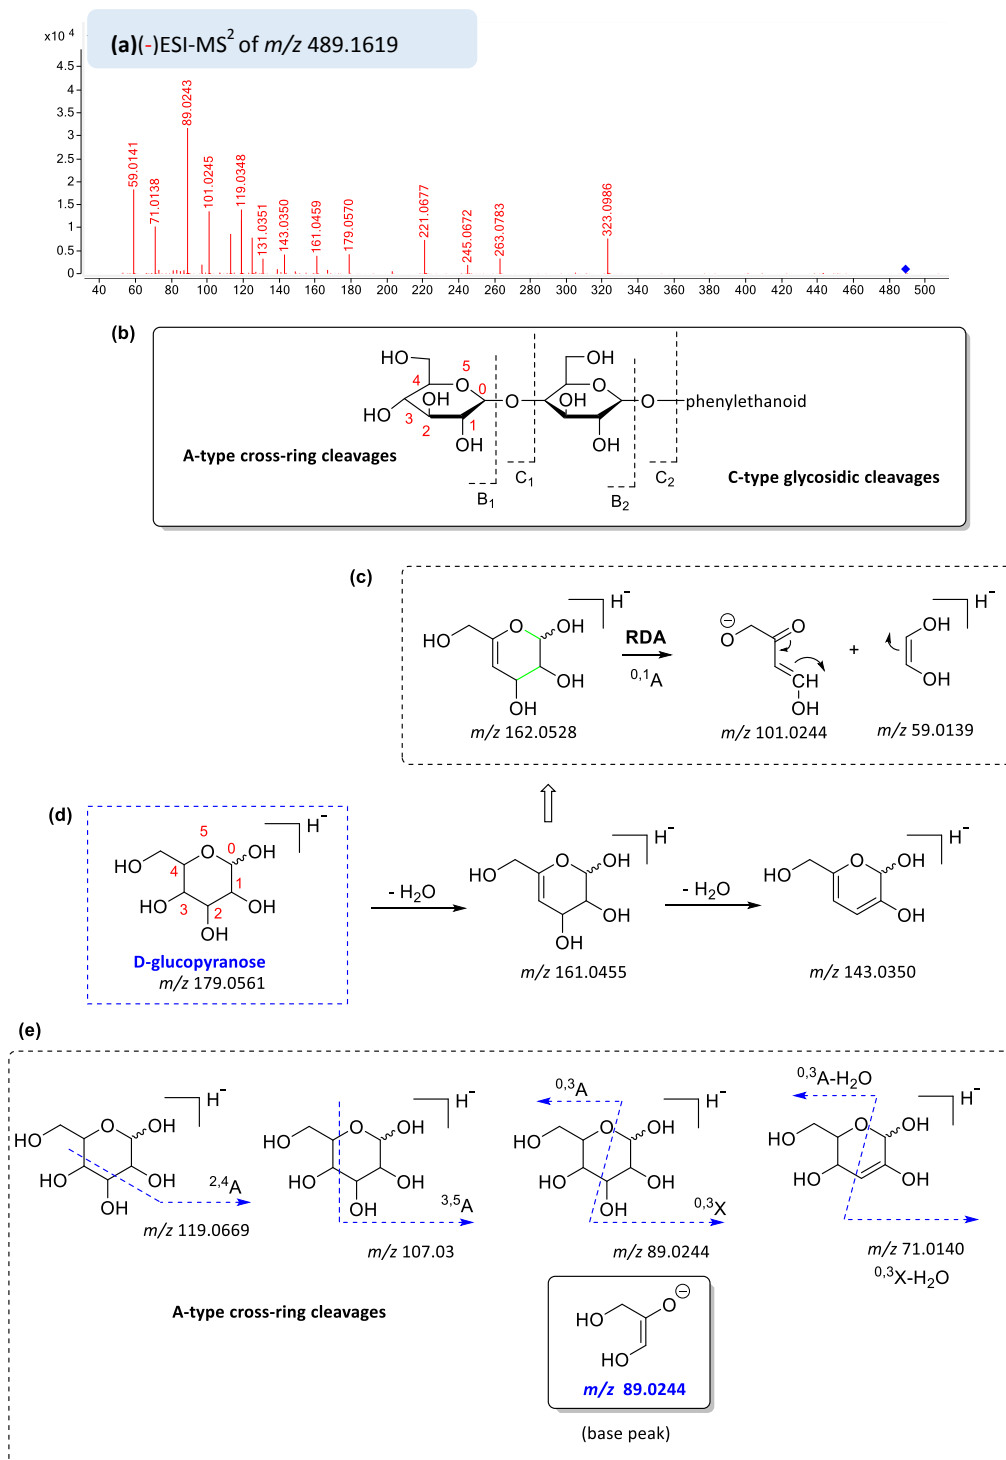 (a)(-)ESI-MS2 of m/z 489.1619
x10 4
4.5
4
3.5
3
2.5
2
1.5
1
0.5
0
59.0141
71.0138
89.0243
101.0245
119.0348
131.0351
143.0350
161.0459
179.0570
221.0677
245.0672
263.0783
323.0986
40 60 80 100 120 140 160 180 200 220 240 260 280 300 320 340 360 380 400 420 440 460 480 500
(b)
HO
5
4
O
0
HO
HO
3
2
1
OH
O
OH
O
HO
OH
O
phenylethanoid
A-type cross-ring cleavages
B1
C1
B2
C2
C-type glycosidic cleavages
(c)
HO
O
OH
OH
OH
H-
m/z 162.0528
RDA
0,1A
⊖
O
O
CH
OH
m/z 101.0244
+
OH
OH
H-
m/z 59.0139
(d)
HO
5
O
0
OH
4
1
HO
3
2
OH
OH
H-
D-glucopyranose
m/z 179.0561
- H2O
HO
O
OH
OH
OH
H-
m/z 161.0455
- H2O
HO
O
OH
OH
H-
m/z 143.0350
(e)
HO
O
OH
HO
OH
OH
H-
2,4A
m/z 119.0669
HO
O
OH
HO
OH
OH
H-
3,5A
m/z 107.03
0,3A
HO
O
OH
HO
OH
OH
H-
0,3X
m/z 89.0244
0,3A-H2O
HO
O
OH
HO
OH
H-
m/z 71.0140
0,3X-H2O
A-type cross-ring cleavages
HO
O
⊖
HO
m/z 89.0244
(base peak)